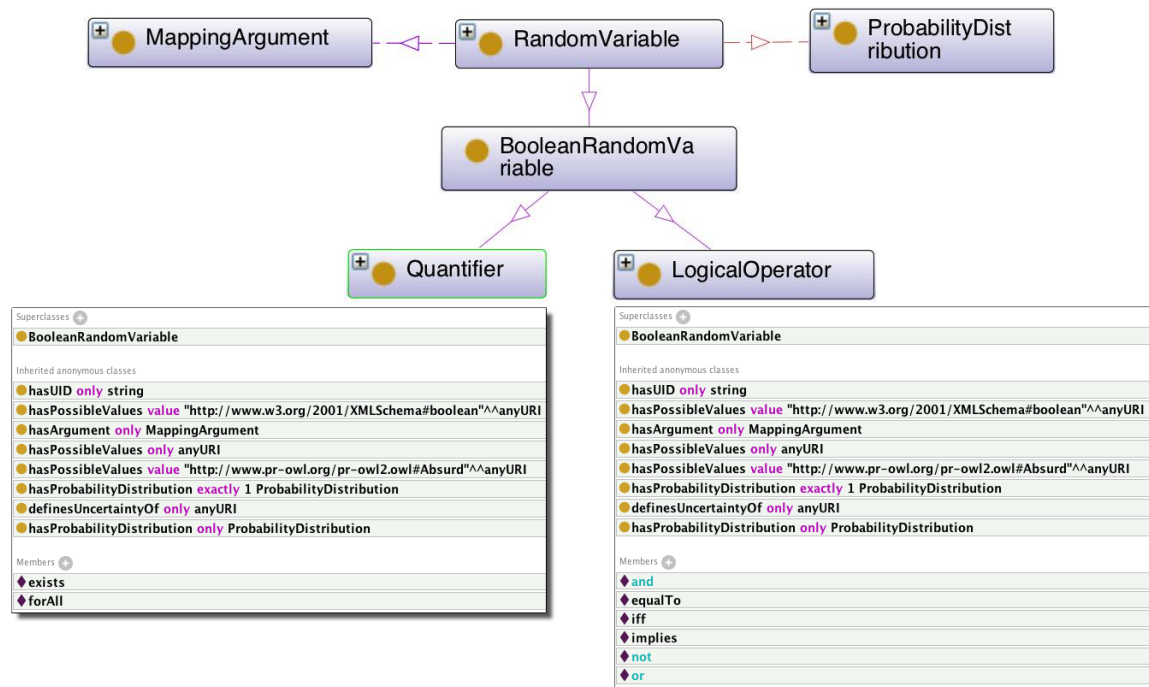 MappingArgument
RandomVariable
ProbabilityDist
ribution
BooleanRandomVa
riable
Quantifier
LogicalOperator
Superclasses
BooleanRandomVariable
Inherited anonymous classes
hasUID only string
hasPossibleValues value "http://www.w3.org/2001/XMLSchema#boolean"^^anyURI
hasArgument only MappingArgument
hasPossibleValues only anyURI
hasPossibleValues value "http://www.pr-owl.org/pr-owl2.owl#Absurd"^^anyURI
hasProbabilityDistribution exactly 1 ProbabilityDistribution
definesUncertaintyOf only anyURI
hasProbabilityDistribution only ProbabilityDistribution
Members
exists
forAll
Superclasses
BooleanRandomVariable
Inherited anonymous classes
hasUID only string
hasPossibleValues value "http://www.w3.org/2001/XMLSchema#boolean"^^anyURI
hasArgument only MappingArgument
hasPossibleValues only anyURI
hasPossibleValues value "http://www.pr-owl.org/pr-owl2.owl#Absurd"^^anyURI
hasProbabilityDistribution exactly 1 ProbabilityDistribution
definesUncertaintyOf only anyURI
hasProbabilityDistribution only ProbabilityDistribution
Members
and
equalTo
iff
implies
not
or